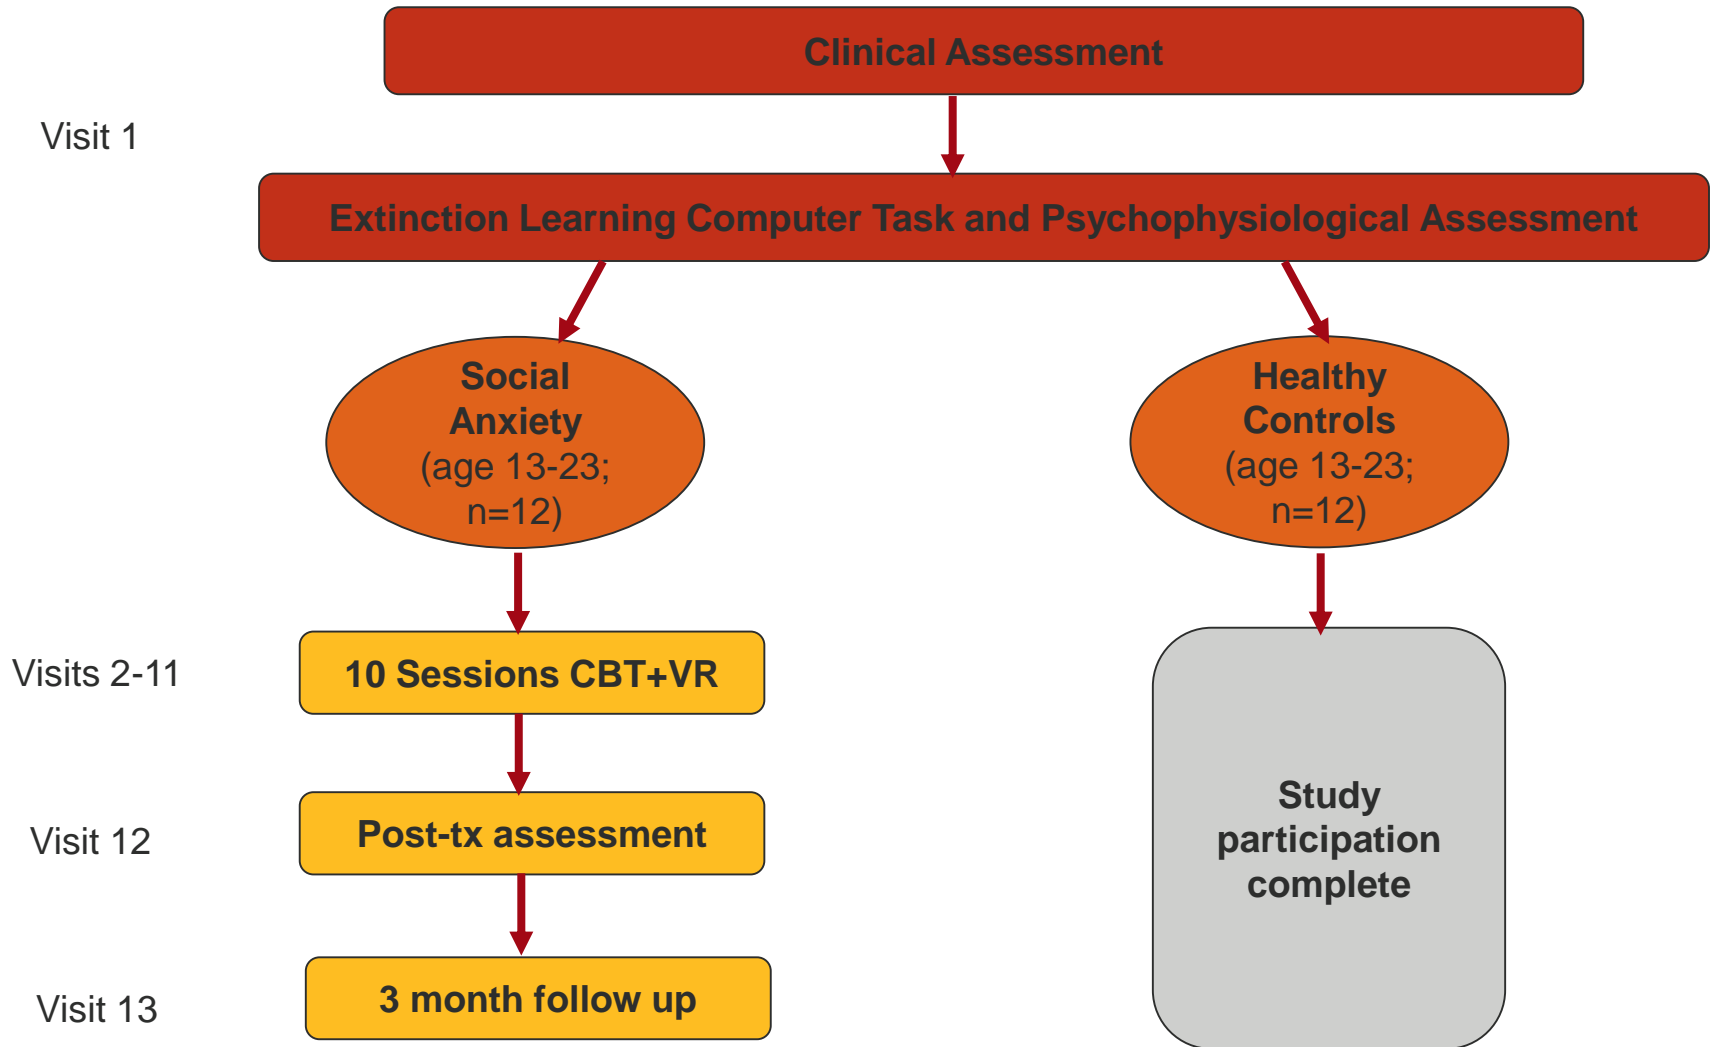 Clinical Assessment
Visit 1
Extinction Learning Computer Task and Psychophysiological Assessment
Social
Anxiety
(age 13-23;
n=12)
Healthy
Controls
(age 13-23;
n=12)
Visits 2-11
10 Sessions CBT+VR
Visit 12
Post-tx assessment
Study
participation
complete
Visit 13
3 month follow up